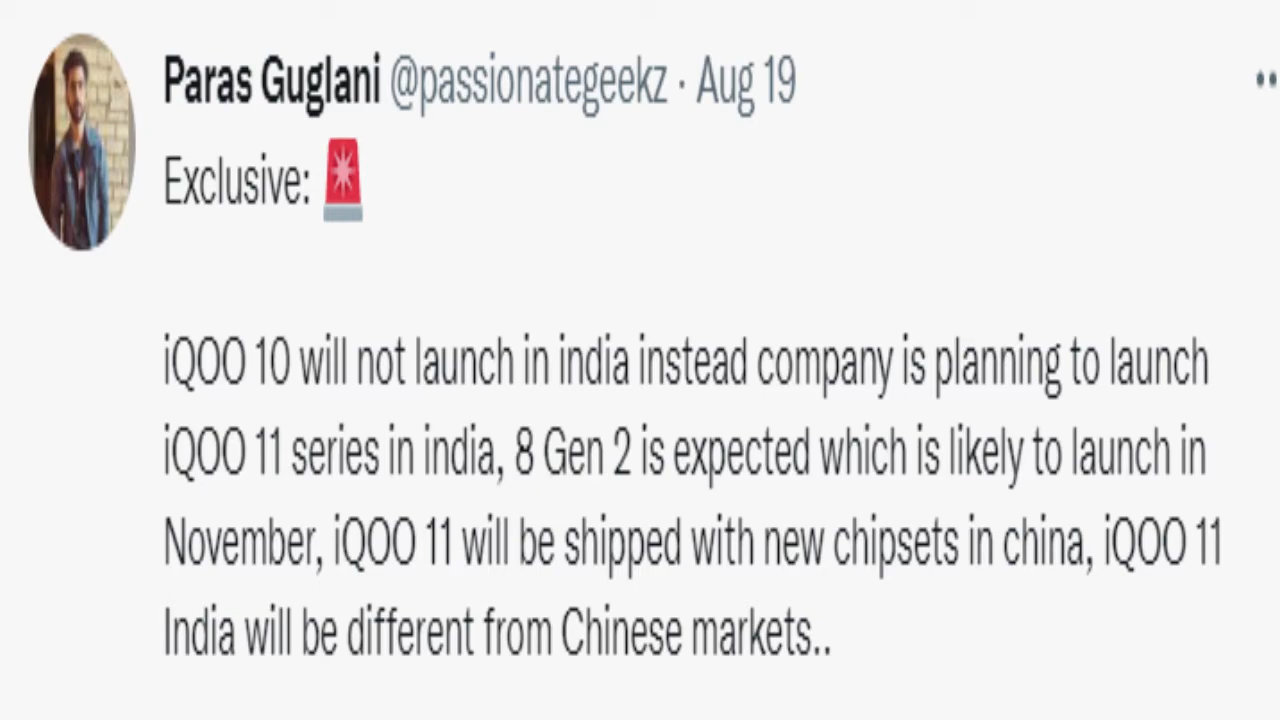 Paras Guglani @passionategeekz · Aug 19
Exclusive: 🚨
iQOO 10 will not launch in india instead company is planning to launch
iQOO 11 series in india, 8 Gen 2 is expected which is likely to launch in
November, iQOO 11 will be shipped with new chipsets in china, iQOO 11
India will be different from Chinese markets..